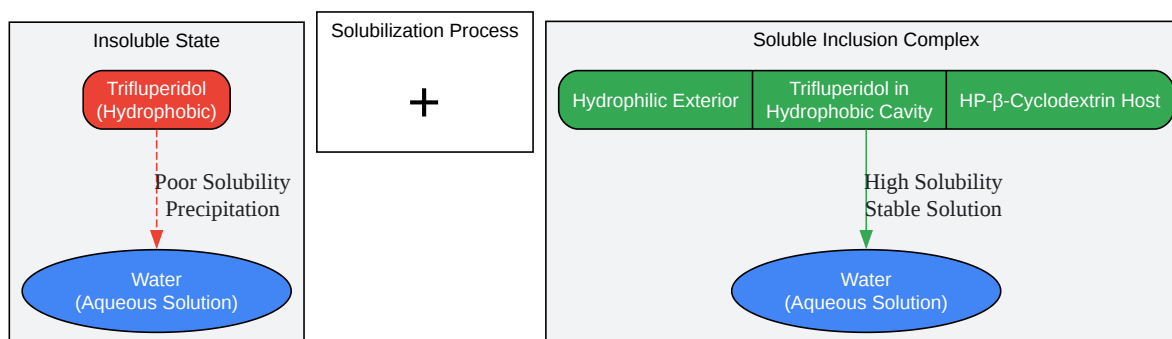 Insoluble State
Trifluperidol
(Hydrophobic)
Poor Solubility
Precipitation
Water
(Aqueous Solution)
Solubilization Process
+
Soluble Inclusion Complex
Hydrophilic Exterior
Trifluperidol in
Hydrophobic Cavity
HP-β-Cyclodextrin Host
High Solubility
Stable Solution
Water
(Aqueous Solution)